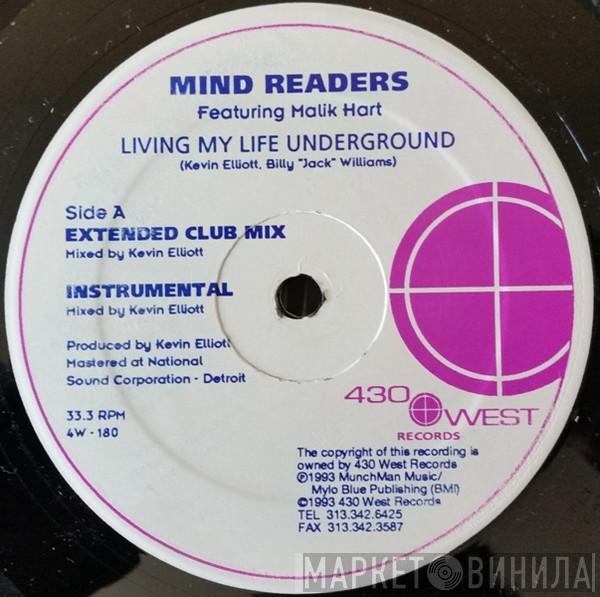 MIND READERS
Featuring Malik Hart
LIVING MY LIFE UNDERGROUND
(Kevin Elliott, Billy "Jack" Williams)
Side A
EXTENDED CLUB MIX
Mixed by Kevin Elliott
INSTRUMENTAL
Mixed by Kevin Elliott
Produced by Kevin Elliott
Mastered at National
Sound Corporation - Detroit
33.3 RPM
4W - 180
430 WEST
RECORDS
The copyright of this recording is
owned by 430 West Records
℗1993 MunchMan Music/
Mylo Blue Publishing (BMI)
©1993 430 West Records
TEL 313.342.6425
FAX 313.342.3587
МАРКЕТ ВИНИЛА